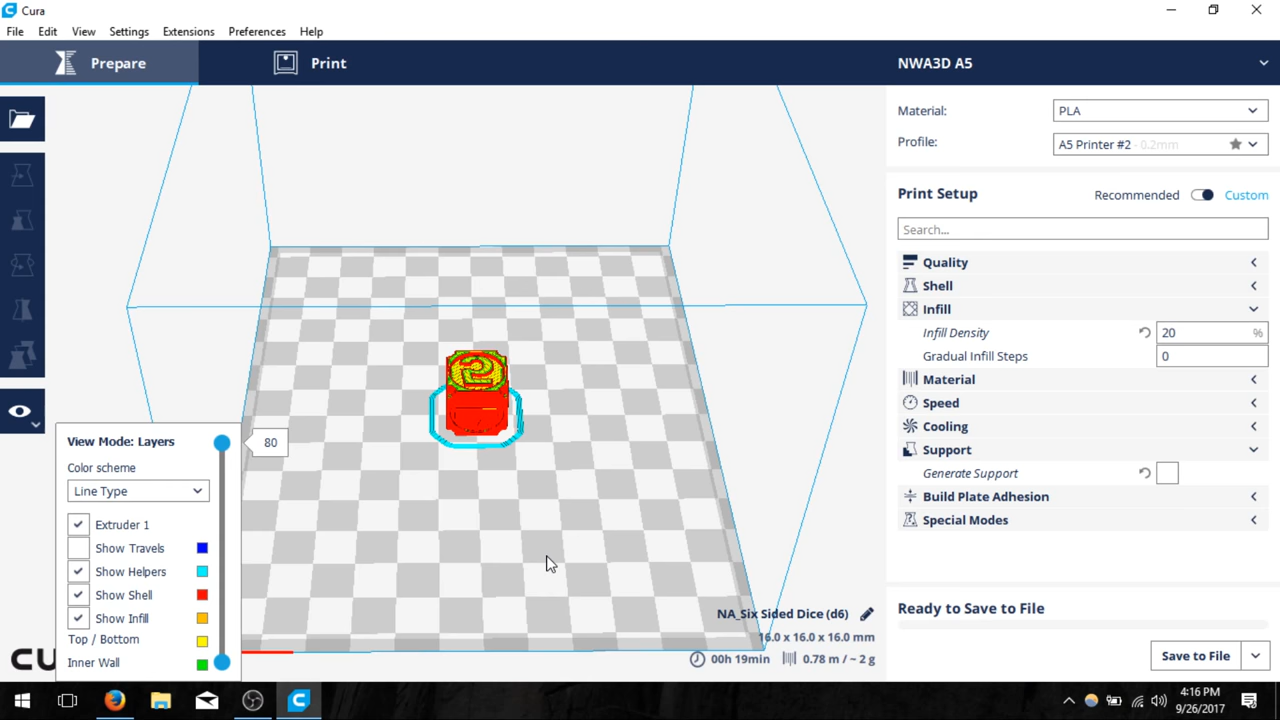 Cura
File Edit View Settings Extensions Preferences Help
Prepare Print NWA3D A5
Material: PLA
Profile: A5 Printer #2 - 0.2mm
Print Setup Recommended Custom
Search...
Quality
Shell
Infill
Infill Density 20 %
Gradual Infill Steps 0
Material
Speed
Cooling
Support
Generate Support
Build Plate Adhesion
Special Modes
View Mode: Layers 80
Color scheme
Line Type
Extruder 1
Show Travels
Show Helpers
Show Shell
Show Infill
Top / Bottom
Inner Wall
NA_Six Sided Dice (d6)
16.0 x 16.0 x 16.0 mm
00h 19min 0.78 m / ~ 2 g
Ready to Save to File
Save to File
4:16 PM
9/26/2017